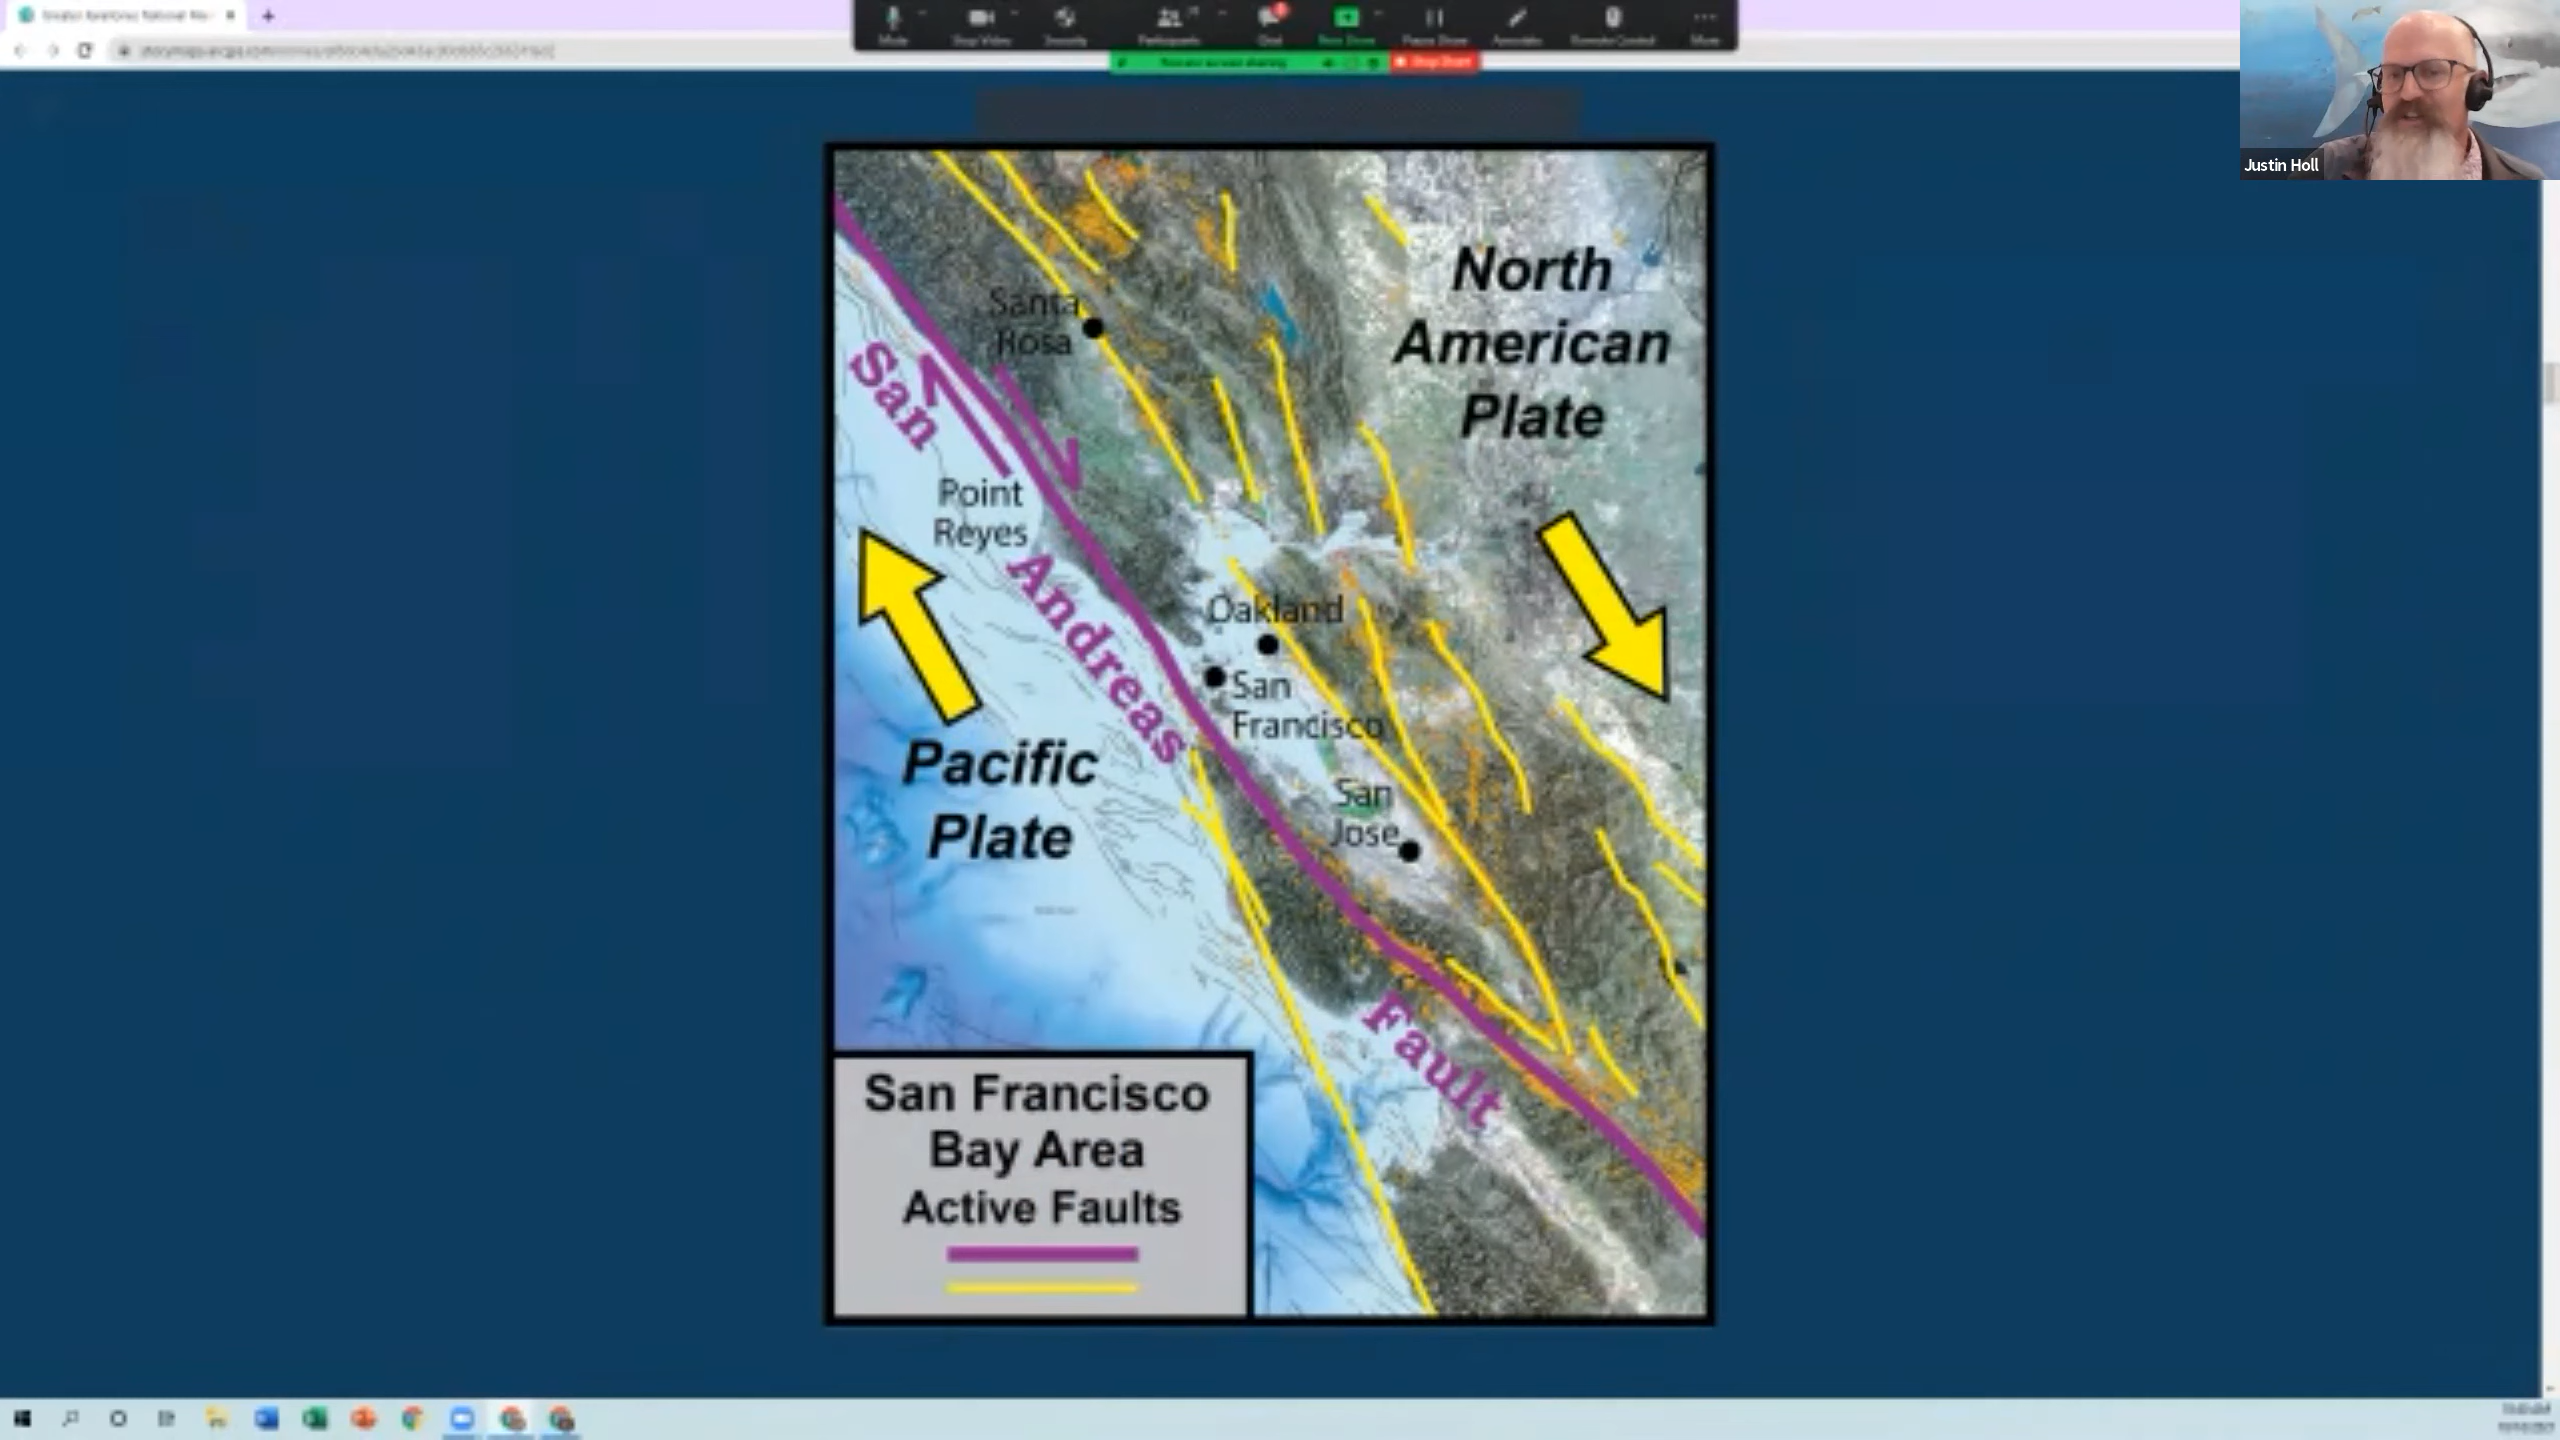 Justin Holl
North
American
Plate
Santa
Rosa
San
Point
Reyes
Andreas
Oakland
San
Francisco
Pacific
Plate
San
Jose
Fault
San Francisco
Bay Area
Active Faults